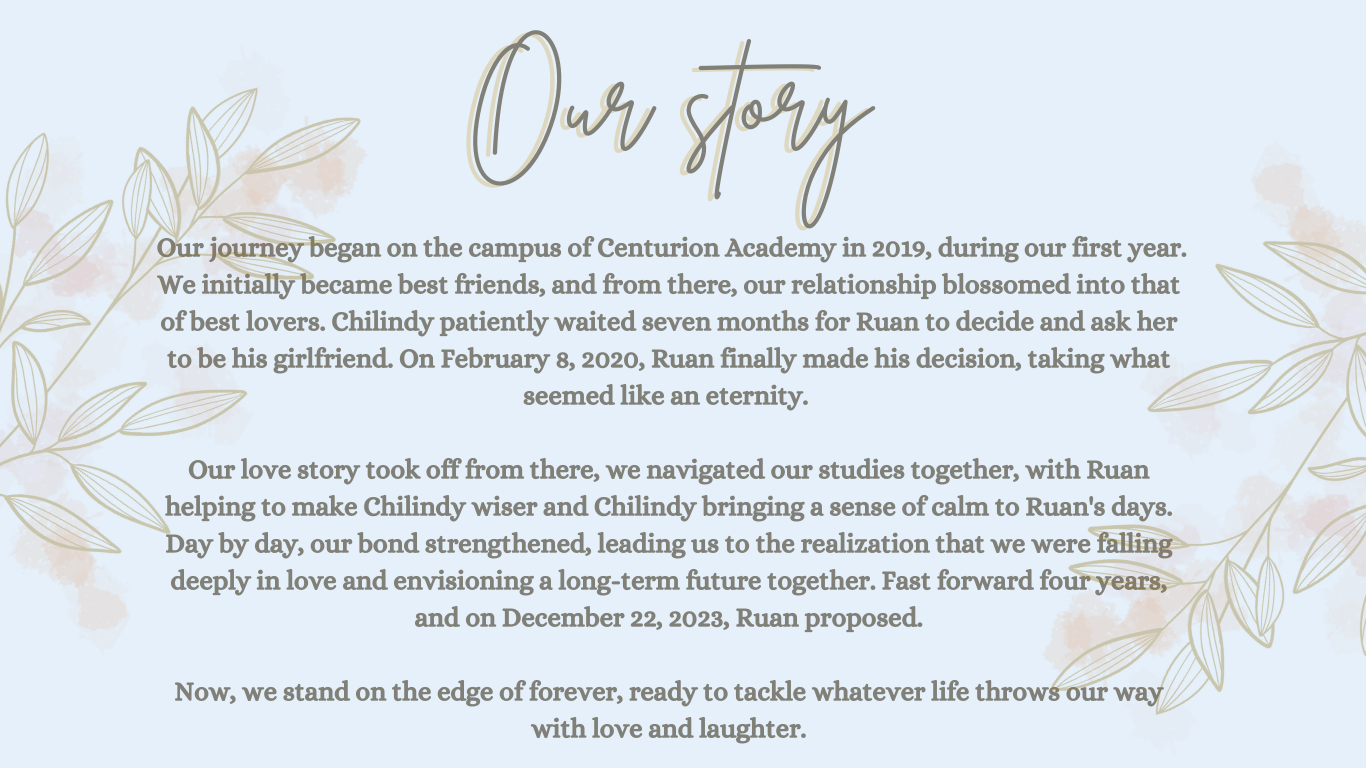 Our story
Our journey began on the campus of Centurion Academy in 2019, during our first year.
We initially became best friends, and from there, our relationship blossomed into that
of best lovers. Chilindy patiently waited seven months for Ruan to decide and ask her
to be his girlfriend. On February 8, 2020, Ruan finally made his decision, taking what
seemed like an eternity.
Our love story took off from there, we navigated our studies together, with Ruan
helping to make Chilindy wiser and Chilindy bringing a sense of calm to Ruan's days.
Day by day, our bond strengthened, leading us to the realization that we were falling
deeply in love and envisioning a long-term future together. Fast forward four years,
and on December 22, 2023, Ruan proposed.
Now, we stand on the edge of forever, ready to tackle whatever life throws our way
with love and laughter.